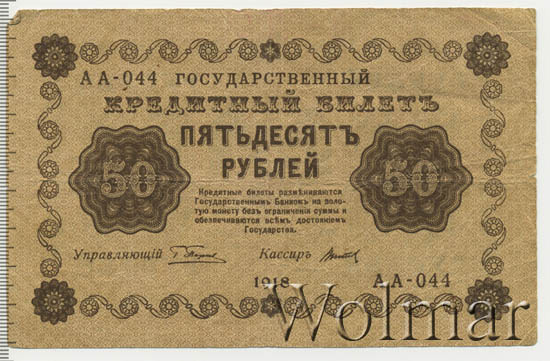 АА-044 ГОСУДАРСТВЕННЫЙ
КРЕДИТНЫЙ БИЛЕТЪ
50
ПЯТЬДЕСЯТЪ
РУБЛЕЙ
50
Кредитные билеты размѣниваются
Государственнымъ Банкомъ на золо-
тую монету безъ ограниченія суммы и
обезпечиваются всѣмъ достояніемъ
Государства.
Управляющій
Кассиръ
1918
АА-044
Wolmar